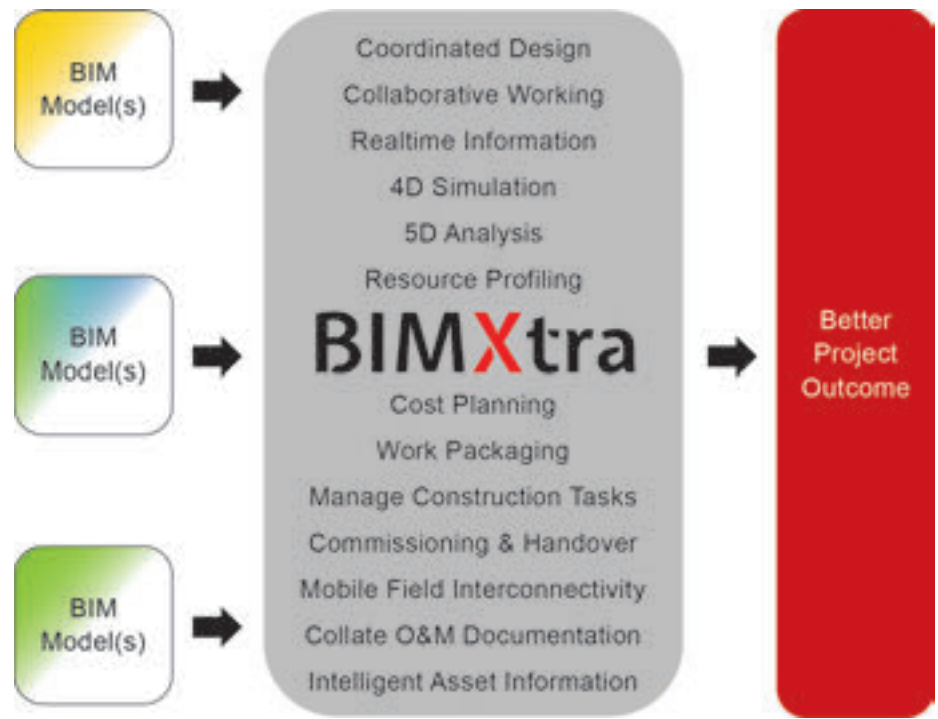 BIM
Model(s)
BIM
Model(s)
BIM
Model(s)
Coordinated Design
Collaborative Working
Realtime Information
4D Simulation
5D Analysis
Resource Profiling
BIMXtra
Cost Planning
Work Packaging
Manage Construction Tasks
Commissioning & Handover
Mobile Field Interconnectivity
Collate O&M Documentation
Intelligent Asset Information
Better
Project
Outcome